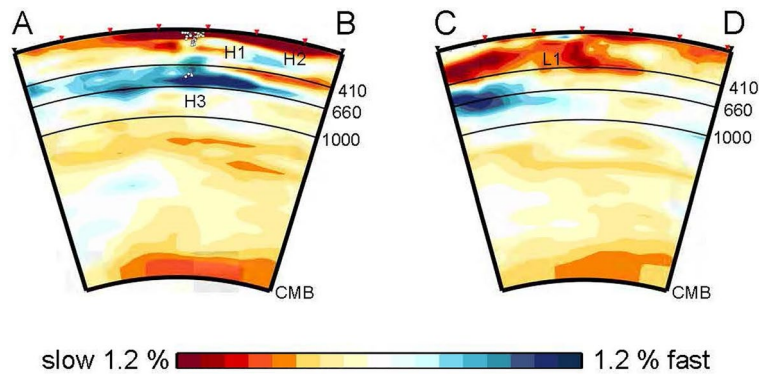 A B C D
H1 H2 L1
410 410
H3 660 660
1000 1000
CMB CMB
slow 1.2 % 1.2 % fast